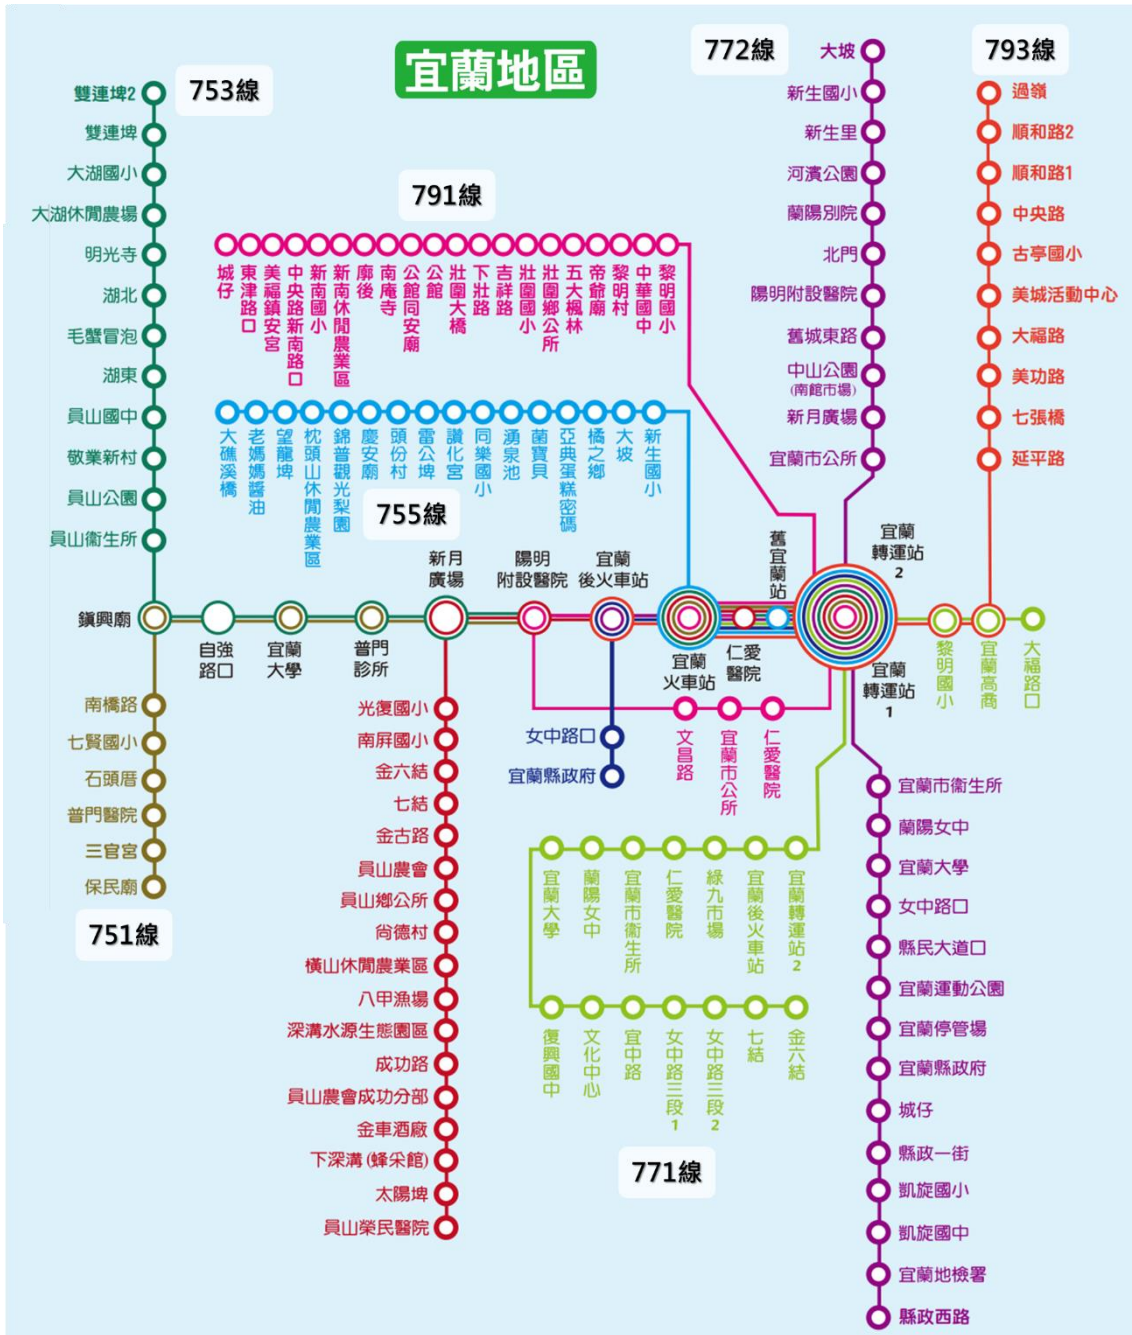 宜蘭地區
753線
雙連埤2
雙連埤
大湖國小
大湖休閒農場
明光寺
湖北
毛蟹冒泡
湖東
員山國中
敬業新村
員山公園
員山衞生所
791線
城仔
東津路口
美福鎮安宮
中央路新南路口
新南國小
新南休閒農業區
廓後
南庵寺
公館同安廟
公館
壯圍大橋
下壯路
吉祥路
壯圍國小
壯圍鄉公所
五大楓林
帝爺廟
黎明村
中華國中
黎明國小
大礁溪橋
老媽媽醬油
望龍埤
枕頭山休閒農業區
錦普觀光梨園
慶安廟
頭份村
雷公埤
讚化宮
同樂國小
湧泉池
菌寶貝
亞典蛋糕密碼
橘之鄉
大坡
新生國小
755線
772線
大坡
新生國小
新生里
河濱公園
蘭陽別院
北門
陽明附設醫院
舊城東路
中山公園
(南館市場)
新月廣場
宜蘭市公所
793線
過嶺
順和路2
順和路1
中央路
古亭國小
美城活動中心
大福路
美功路
七張橋
延平路
鎮興廟
自強
路口
宜蘭
大學
普門
診所
新月
廣場
陽明
附設醫院
宜蘭
後火車站
宜蘭
火車站
仁愛
醫院
舊宜蘭站
宜蘭
轉運站
2
宜蘭
轉運站
1
黎明國小
宜蘭高商
大福路口
南橋路
七賢國小
石頭厝
普門醫院
三官宮
保民廟
751線
光復國小
南屏國小
金六結
七結
金古路
員山農會
員山鄉公所
尚德村
橫山休閒農業區
八甲漁場
深溝水源生態園區
成功路
員山農會成功分部
金車酒廠
下深溝(蜂采館)
太陽埤
員山榮民醫院
女中路口
宜蘭縣政府
文昌路
宜蘭市公所
仁愛醫院
宜蘭大學
蘭陽女中
宜蘭市衞生所
仁愛醫院
綠九市場
宜蘭後火車站
宜蘭轉運站2
復興國中
文化中心
宜中路
女中路三段1
女中路三段2
七結
金六結
771線
宜蘭市衞生所
蘭陽女中
宜蘭大學
女中路口
縣民大道口
宜蘭運動公園
宜蘭停管場
宜蘭縣政府
城仔
縣政一街
凱旋國小
凱旋國中
宜蘭地檢署
縣政西路